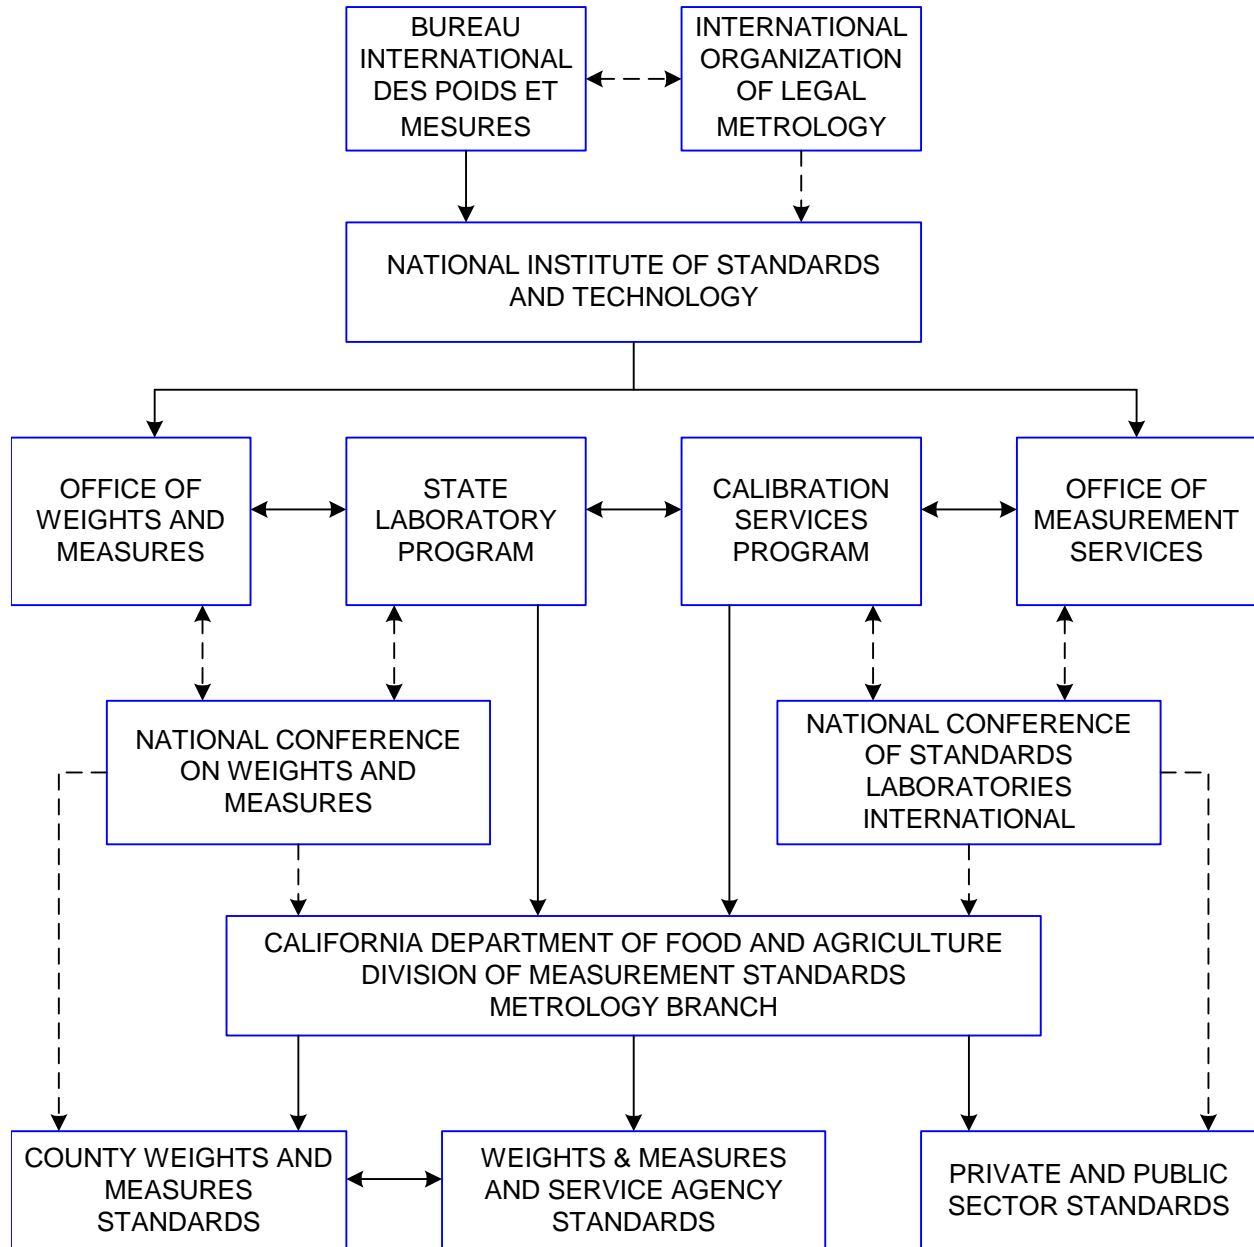 BUREAU
INTERNATIONAL
DES POIDS ET
MESURES
INTERNATIONAL
ORGANIZATION
OF LEGAL
METROLOGY
NATIONAL INSTITUTE OF STANDARDS
AND TECHNOLOGY
OFFICE OF
WEIGHTS AND
MEASURES
STATE
LABORATORY
PROGRAM
CALIBRATION
SERVICES
PROGRAM
OFFICE OF
MEASUREMENT
SERVICES
NATIONAL CONFERENCE
ON WEIGHTS AND
MEASURES
NATIONAL CONFERENCE
OF STANDARDS
LABORATORIES
INTERNATIONAL
CALIFORNIA DEPARTMENT OF FOOD AND AGRICULTURE
DIVISION OF MEASUREMENT STANDARDS
METROLOGY BRANCH
COUNTY WEIGHTS AND
MEASURES
STANDARDS
WEIGHTS & MEASURES
AND SERVICE AGENCY
STANDARDS
PRIVATE AND PUBLIC
SECTOR STANDARDS